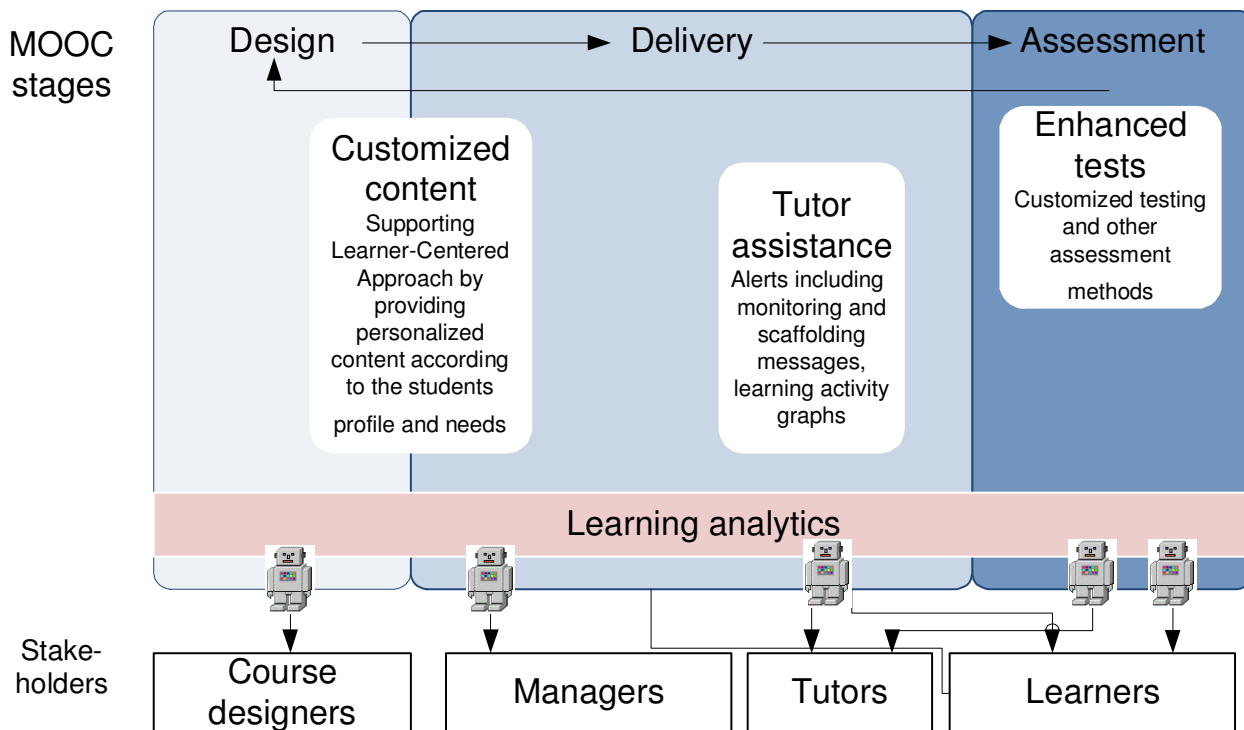 MOOC
stages
Design
Delivery
Assessment
Customized
content
Supporting
Learner-Centered
Approach by
providing
personalized
content according
to the students
profile and needs
Tutor
assistance
Alerts including
monitoring and
scaffolding
messages,
learning activity
graphs
Enhanced
tests
Customized testing
and other
assessment
methods
Learning analytics
Stake-
holders
Course
designers
Managers
Tutors
Learners